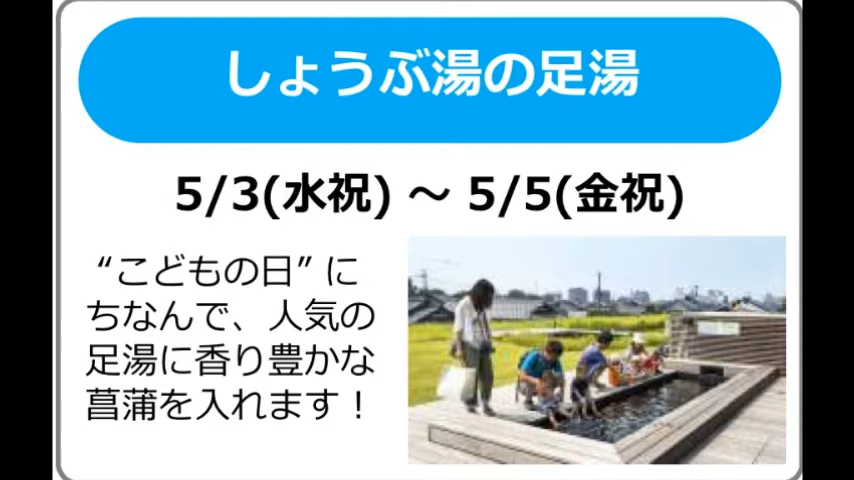 しょうぶ湯の足湯
5/3(水祝) ～ 5/5(金祝)
“こどもの日” に
ちなんで、人気の
足湯に香り豊かな
菖蒲を入れます！